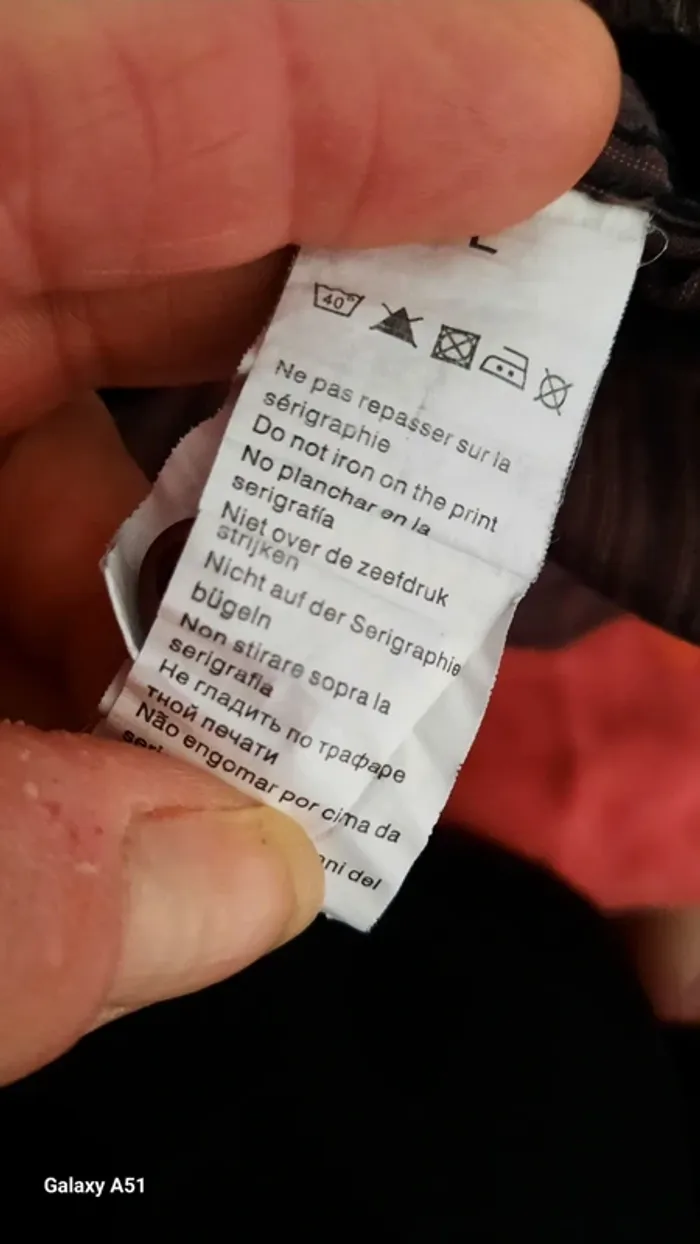 L
40°
Ne pas repasser sur la
sérigraphie
Do not iron on the print
No planchar en la
serigrafía
Niet over de zeefdruk
strijken
Nicht auf der Serigraphie
bügeln
Non stirare sopra la
serigrafia
Не гладить по трафаре
тной печати
Não engomar por cima da
del
Galaxy A51